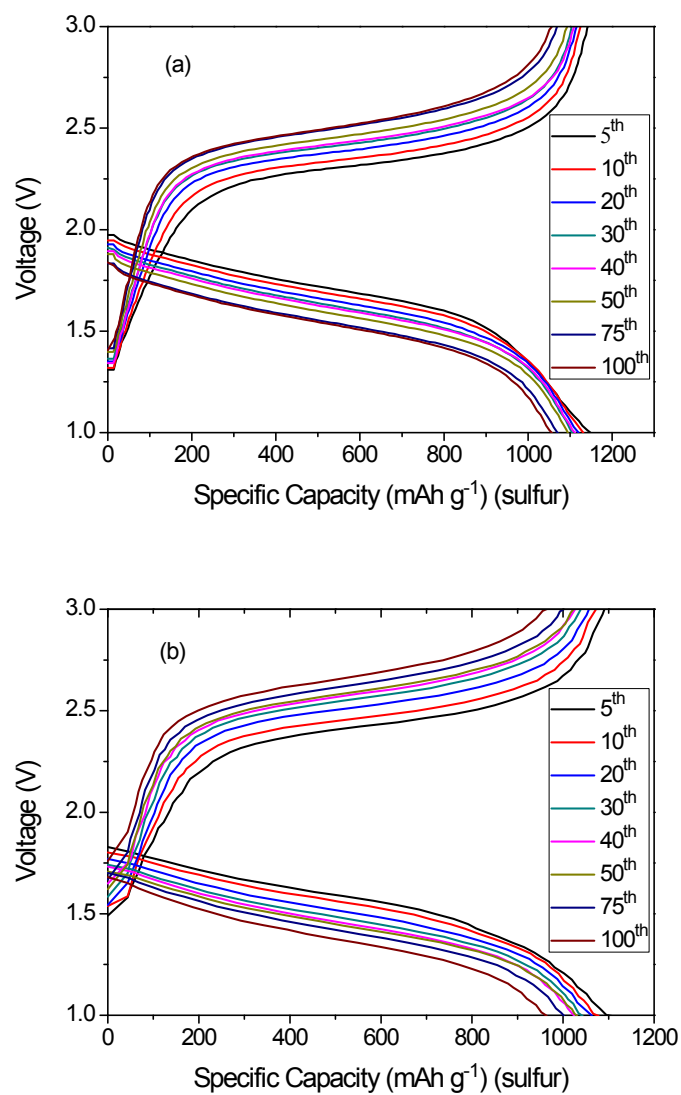 (a)
Voltage (V)
3.0
2.5
2.0
1.5
1.0
5th
10th
20th
30th
40th
50th
75th
100th
0 200 400 600 800 1000 1200
Specific Capacity (mAh g-1) (sulfur)
(b)
Voltage (V)
3.0
2.5
2.0
1.5
1.0
5th
10th
20th
30th
40th
50th
75th
100th
0 200 400 600 800 1000 1200
Specific Capacity (mAh g-1) (sulfur)